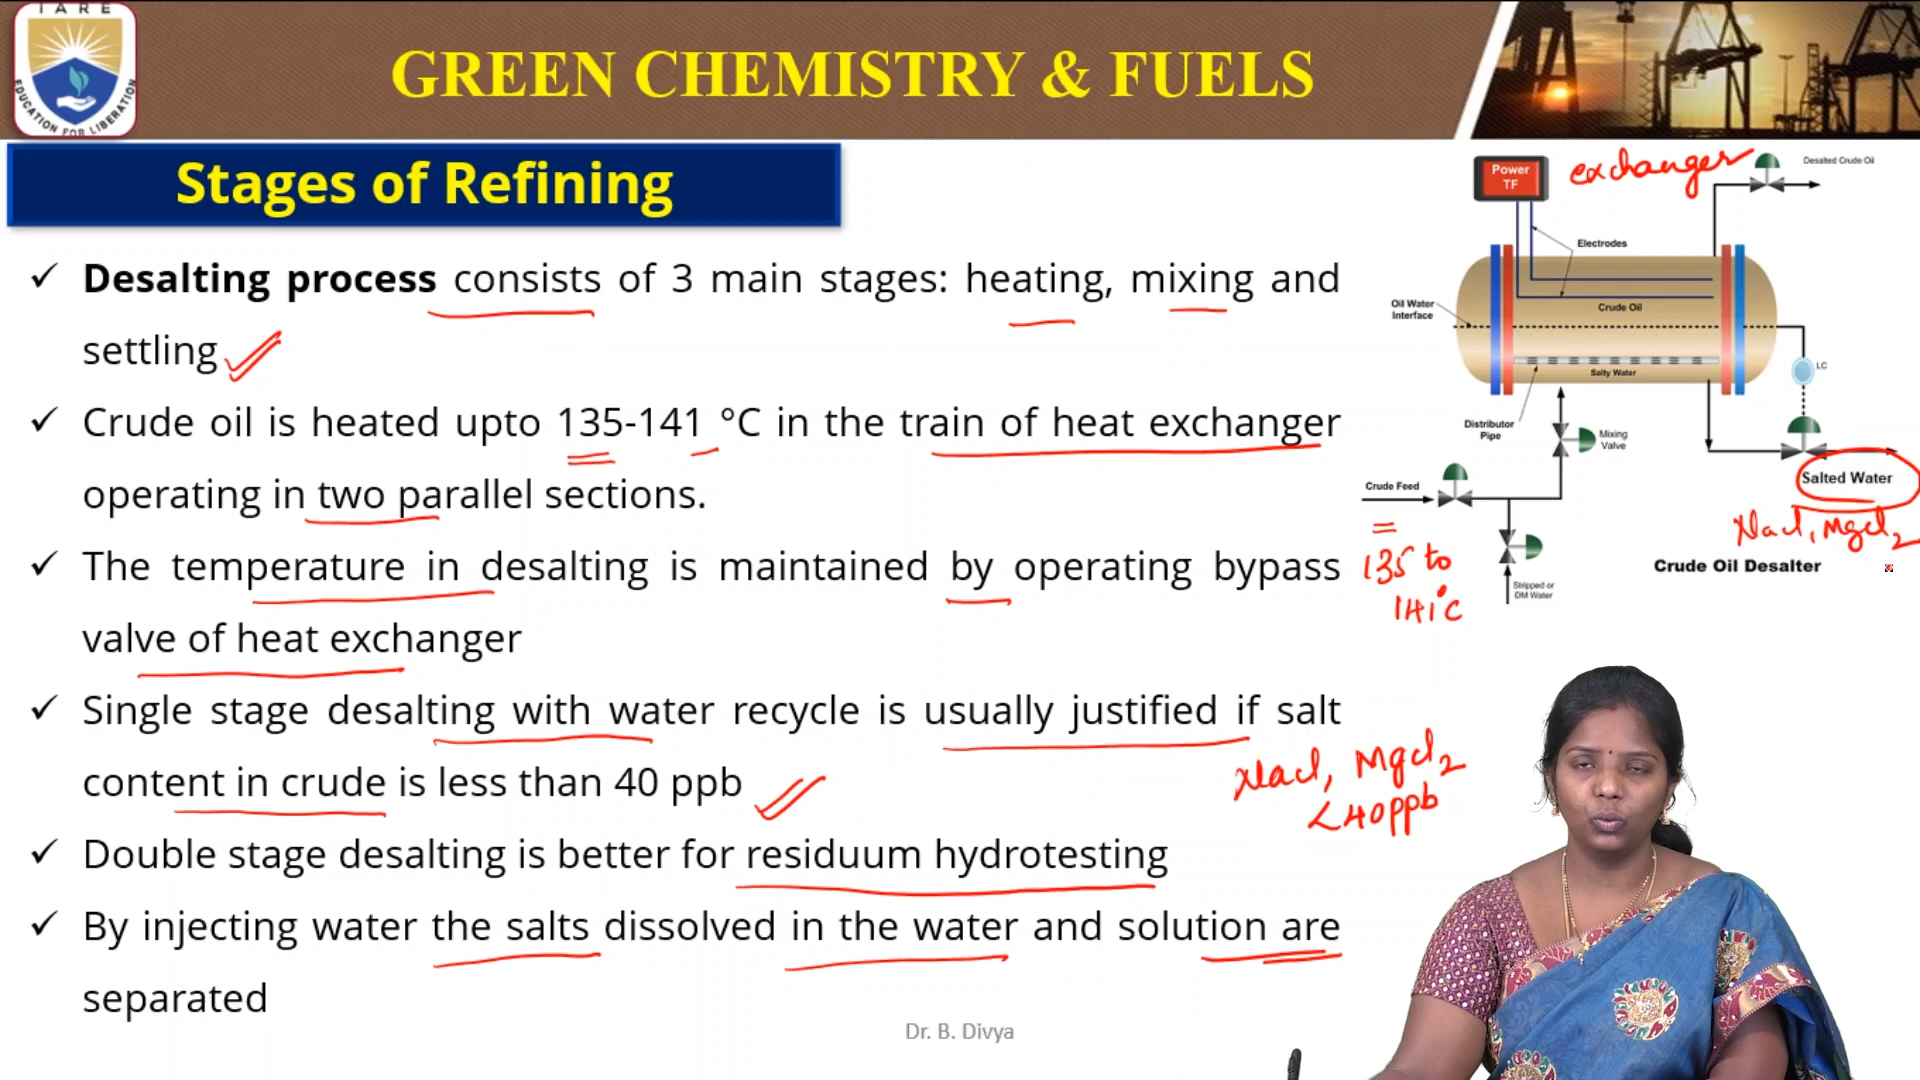 IARE
EDUCATION FOR LIBERATION
GREEN CHEMISTRY & FUELS
Stages of Refining
✓ Desalting process consists of 3 main stages: heating, mixing and
settling
✓ Crude oil is heated upto 135-141 °C in the train of heat exchanger
operating in two parallel sections.
✓ The temperature in desalting is maintained by operating bypass
valve of heat exchanger
✓ Single stage desalting with water recycle is usually justified if salt
content in crude is less than 40 ppb
✓ Double stage desalting is better for residuum hydrotesting
✓ By injecting water the salts dissolved in the water and solution are
separated
Dr. B. Divya
Power
TF
exchanger
Desalted Crude Oil
Electrodes
Crude Oil
Oil Water
Interface
Salty Water
LC
Distributor
Pipe
Mixing
Valve
Crude Feed
Salted Water
=
135 to
141°C
Nacl, Mgcl2
Stripped or
DM Water
Crude Oil Desalter
Nacl, Mgcl2
<40ppb